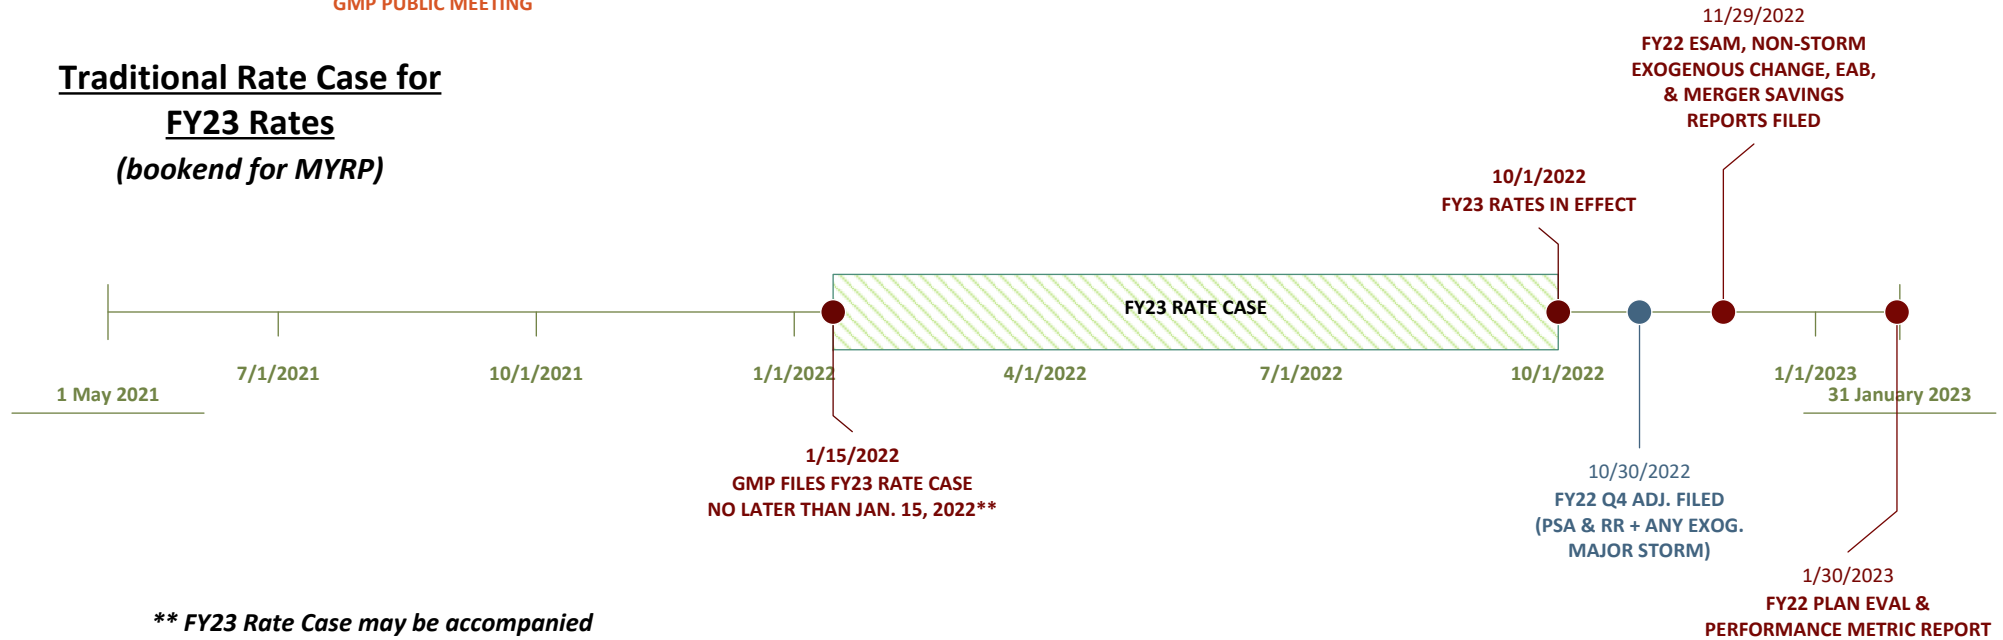 GMP PUBLIC MEETING
Traditional Rate Case for
FY23 Rates
(bookend for MYRP)
11/29/2022
FY22 ESAM, NON-STORM
EXOGENOUS CHANGE, EAB,
& MERGER SAVINGS
REPORTS FILED
10/1/2022
FY23 RATES IN EFFECT
FY23 RATE CASE
7/1/2021
10/1/2021
1/1/2022
4/1/2022
7/1/2022
10/1/2022
1/1/2023
1 May 2021
31 January 2023
1/15/2022
GMP FILES FY23 RATE CASE
NO LATER THAN JAN. 15, 2022**
10/30/2022
FY22 Q4 ADJ. FILED
(PSA & RR + ANY EXOG.
MAJOR STORM)
1/30/2023
FY22 PLAN EVAL &
PERFORMANCE METRIC REPORT
** FY23 Rate Case may be accompanied